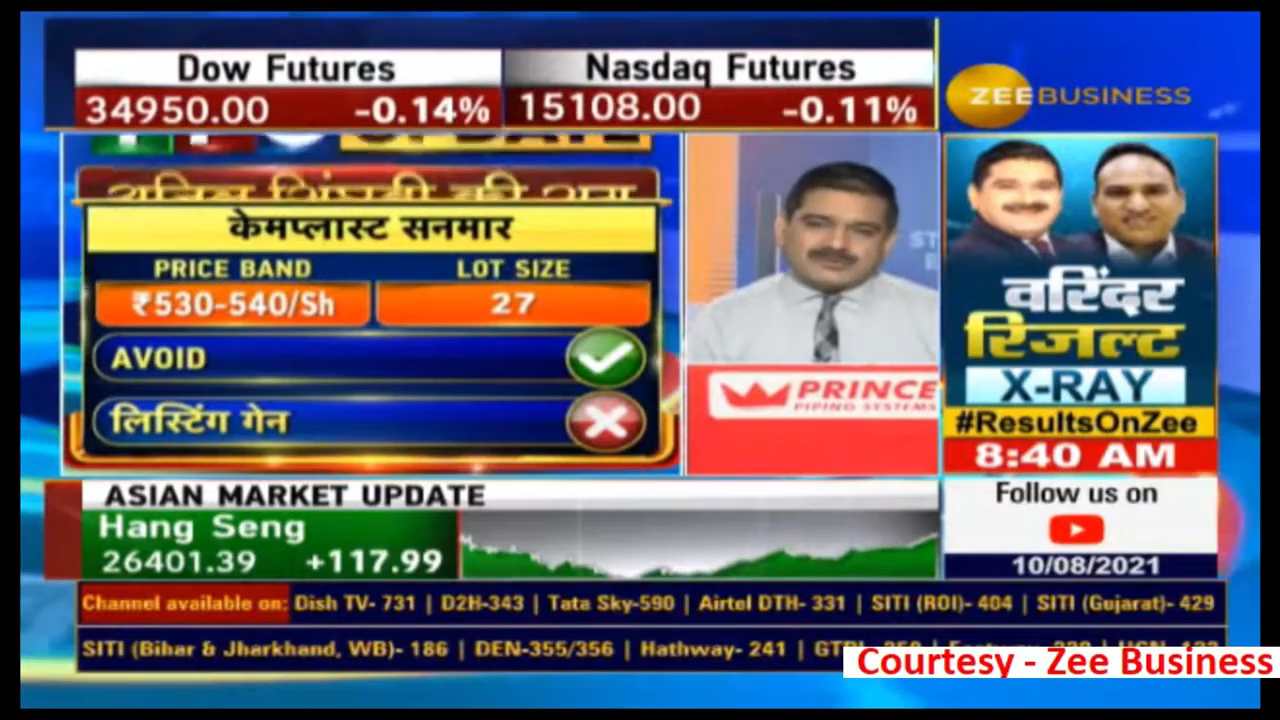 Dow Futures
34950.00 -0.14%
Nasdaq Futures
15108.00 -0.11%
ZEEBUSINESS
केमप्लास्ट सनमार
PRICE BAND LOT SIZE
₹530-540/Sh 27
AVOID
लिस्टिंग गेन
PRINCE
PIPING SYSTEMS
वरिंदर
रिजल्ट
X-RAY
#ResultsOnZee
8:40 AM
ASIAN MARKET UPDATE
Hang Seng
26401.39 +117.99
Follow us on
10/08/2021
Channel available on: Dish TV- 731 | D2H-343 | Tata Sky-590 | Airtel DTH- 331 | SITI (ROI)- 404 | SITI (Gujarat)- 429
SITI (Bihar & Jharkhand, WB)- 186 | DEN-355/356 | Hathway- 241 |
Courtesy - Zee Business